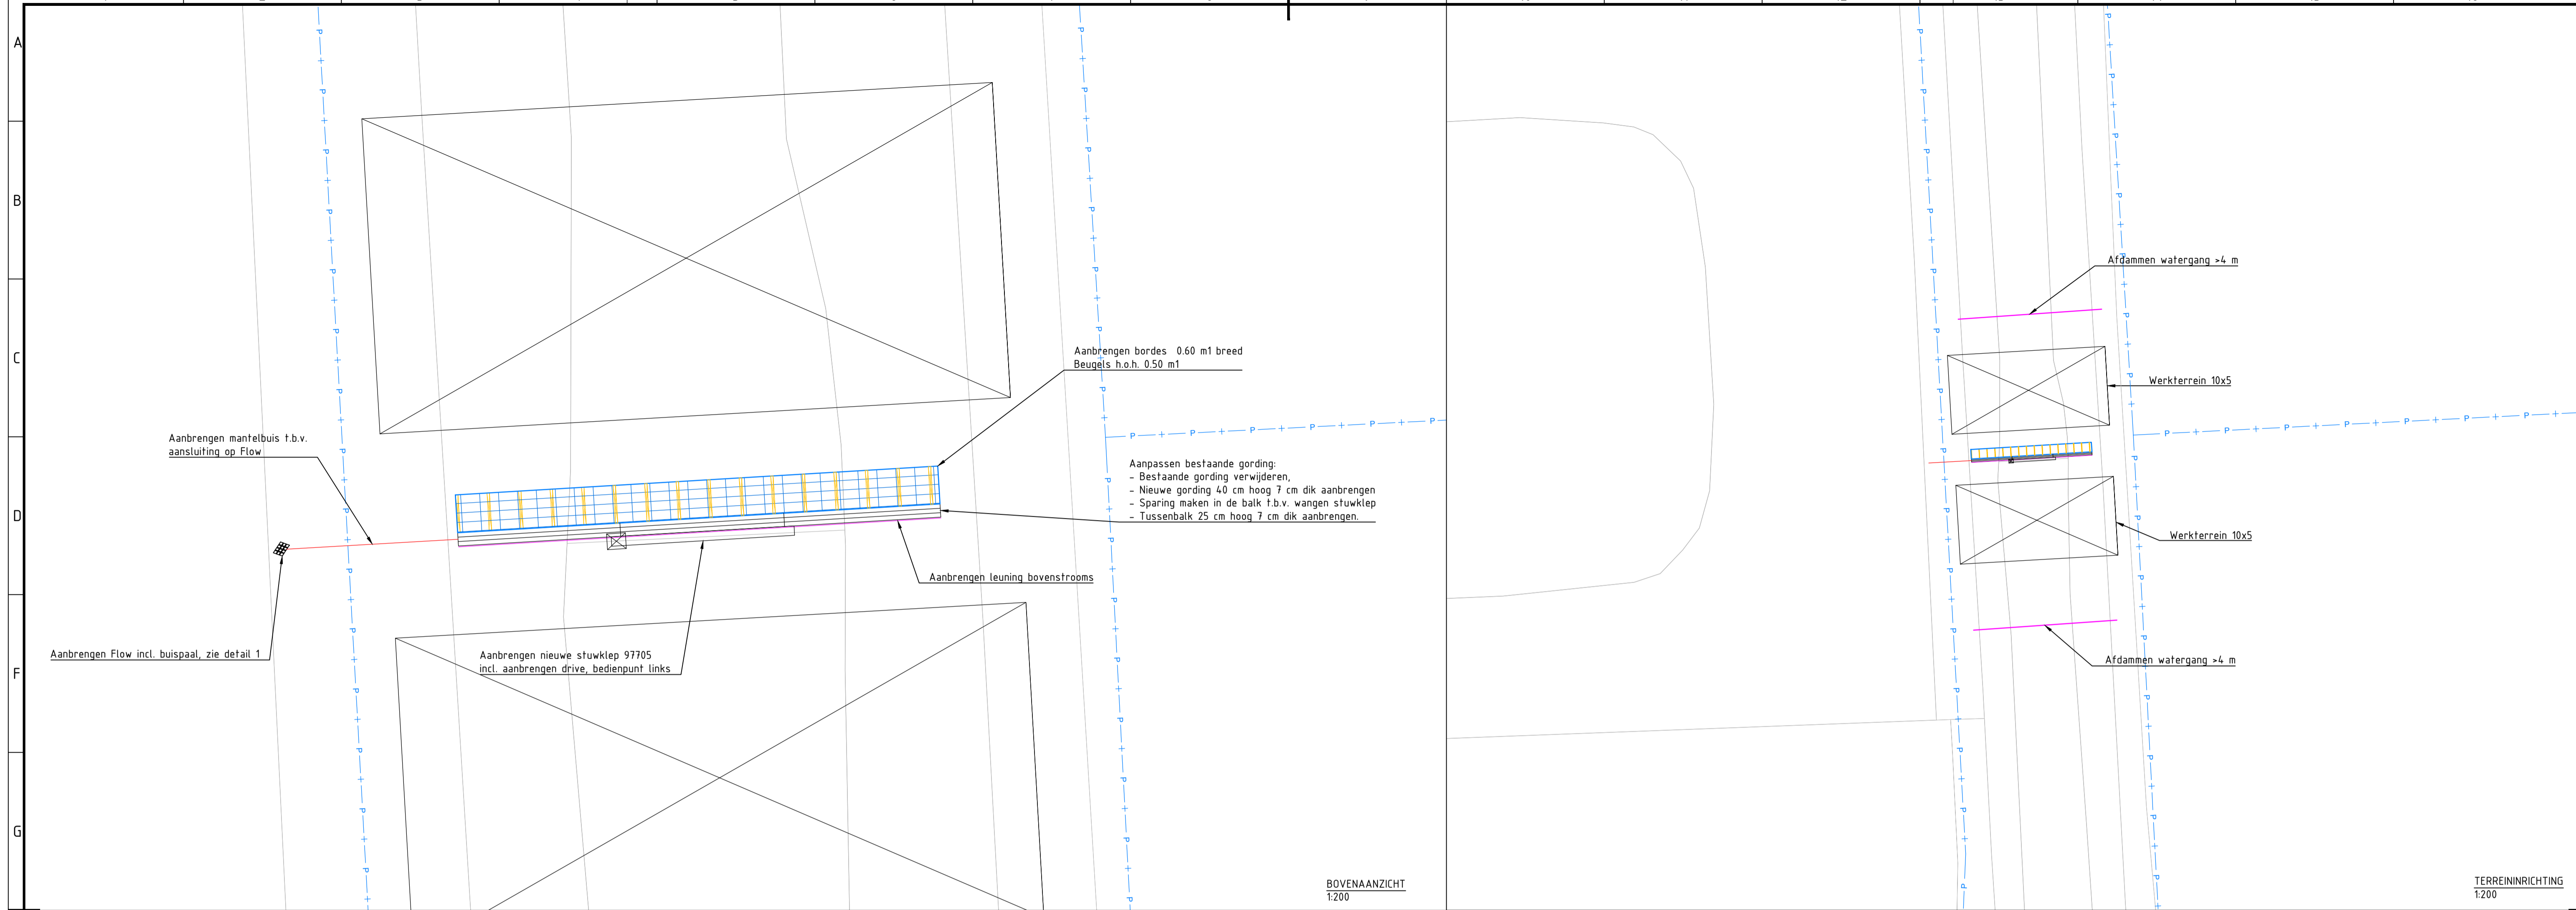 A
B
C
D
F
G
Aanbrengen mantelbuis t.b.v.
aansluiting op Flow
Aanbrengen Flow incl. buispaal, zie detail 1
Aanbrengen nieuwe stuwklep 97705
incl. aanbrengen drive, bedienpunt links
Aanbrengen bordes 0.60 m1 breed
Beugels h.o.h. 0.50 m1
Aanpassen bestaande gording:
- Bestaande gording verwijderen,
- Nieuwe gording 40 cm hoog 7 cm dik aanbrengen
- Sparing maken in de balk t.b.v. wangen stuwklep
- Tussenbalk 25 cm hoog 7 cm dik aanbrengen.
Aanbrengen leuning bovenstrooms
BOVENAANZICHT
1:200
Afdammen watergang >4 m
Werkterrein 10x5
Werkterrein 10x5
Afdammen watergang >4 m
TERREININRICHTING
1:200